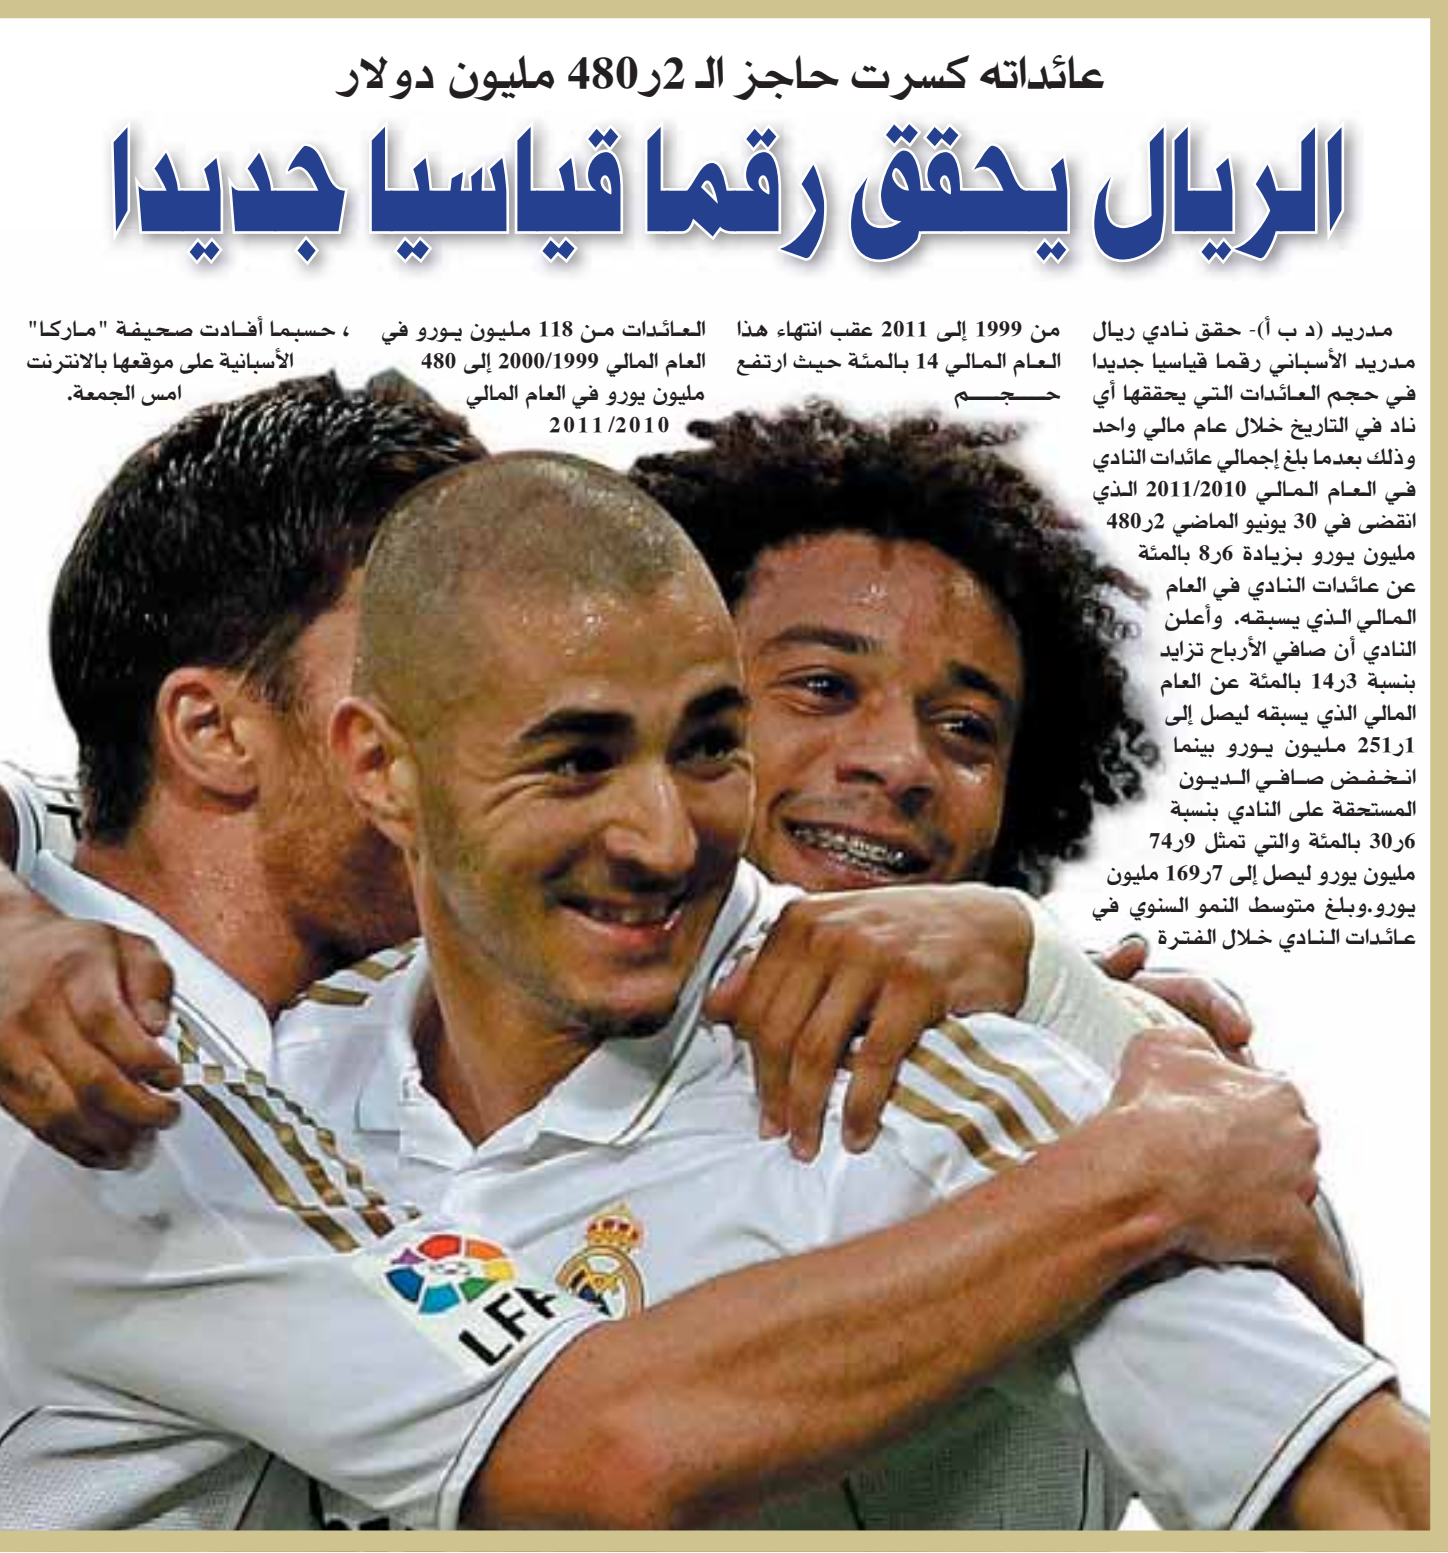 عائداته كسرت حاجز الـ 2ر480 مليون دولار
الريال يحقق رقما قياسيا جديدا
مدريد (د ب أ)- حقق نادي ريال
مدريد الأسباني رقما قياسيا جديدا
في حجم العائدات التي يحققها أي
ناد في التاريخ خلال عام مالي واحد
وذلك بعدما بلغ إجمالي عائدات النادي
في العام المالي 2011/2010 الذي
انقضى في 30 يونيو الماضي 2ر480
مليون يورو بزيادة 6ر8 بالمئة
عن عائدات النادي في العام
المالي الذي يسبقه. وأعلن
النادي أن صافي الأرباح تزايد
بنسبة 3ر14 بالمئة عن العام
المالي الذي يسبقه ليصل إلى
1ر251 مليون يورو بينما
انخفض صافي الديون
المستحقة على النادي بنسبة
6ر30 بالمئة والتي تمثل 9ر74
مليون يورو ليصل إلى 7ر169 مليون
يورو.وبلغ متوسط النمو السنوي في
عائدات النادي خلال الفترة
من 1999 إلى 2011 عقب انتهاء هذا
العام المالي 14 بالمئة حيث ارتفع
حـــجـــم
العائدات من 118 مليون يورو في
العام المالي 2000/1999 إلى 480
مليون يورو في العام المالي
2011/2010
، حسبما أفادت صحيفة "ماركا"
الأسبانية على موقعها بالانترنت
امس الجمعة.
LFP